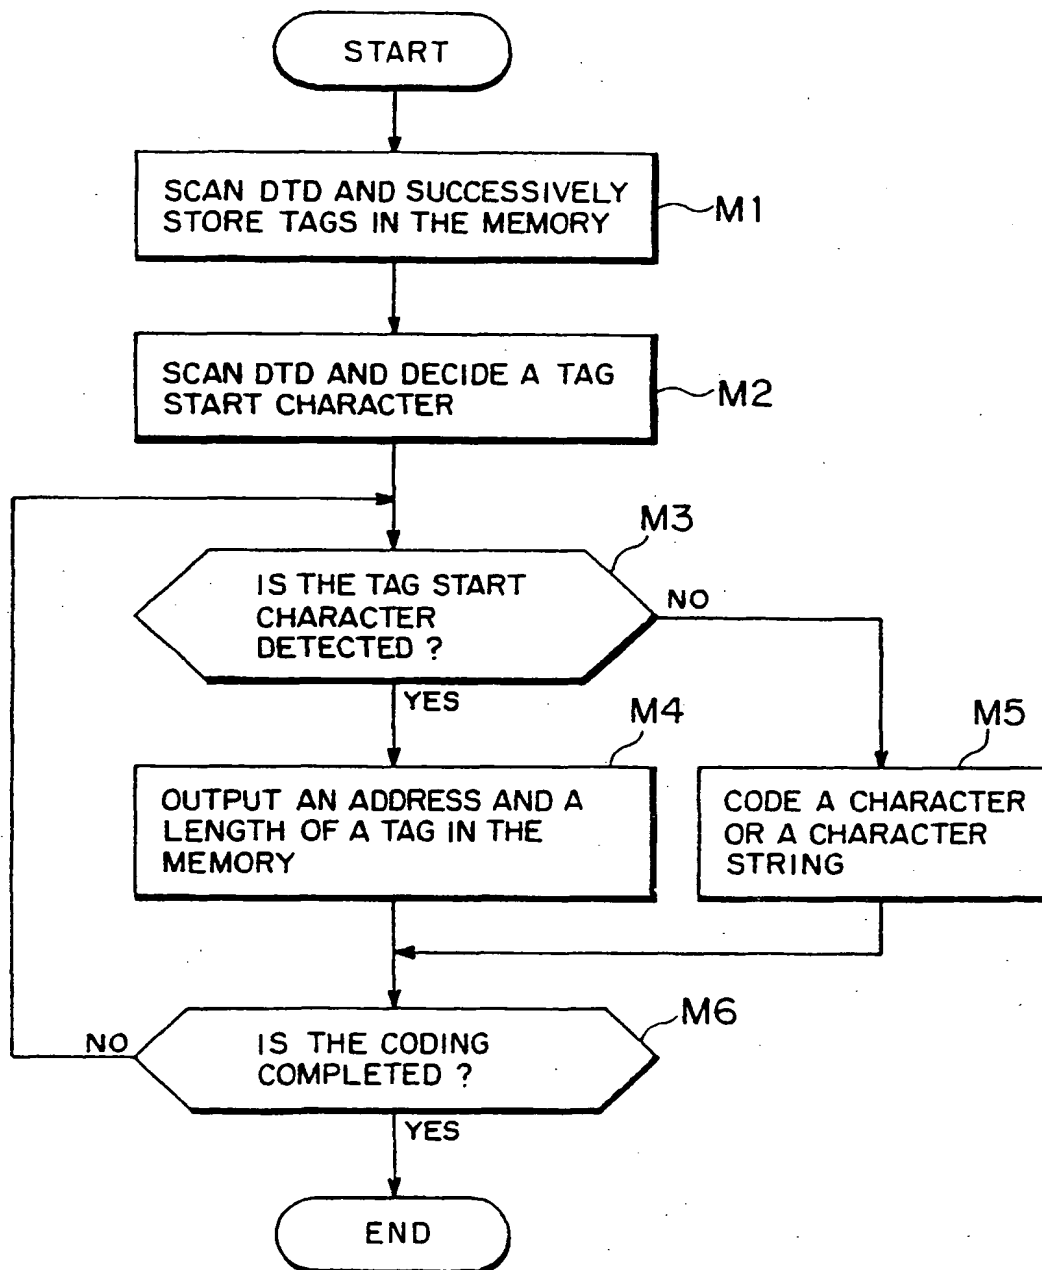 START
SCAN DTD AND SUCCESSIVELY
STORE TAGS IN THE MEMORY
M1
SCAN DTD AND DECIDE A TAG
START CHARACTER
M2
M3
IS THE TAG START
CHARACTER
DETECTED ?
NO
YES
M4
OUTPUT AN ADDRESS AND A
LENGTH OF A TAG IN THE
MEMORY
M5
CODE A CHARACTER
OR A CHARACTER
STRING
M6
IS THE CODING
COMPLETED ?
NO
YES
END